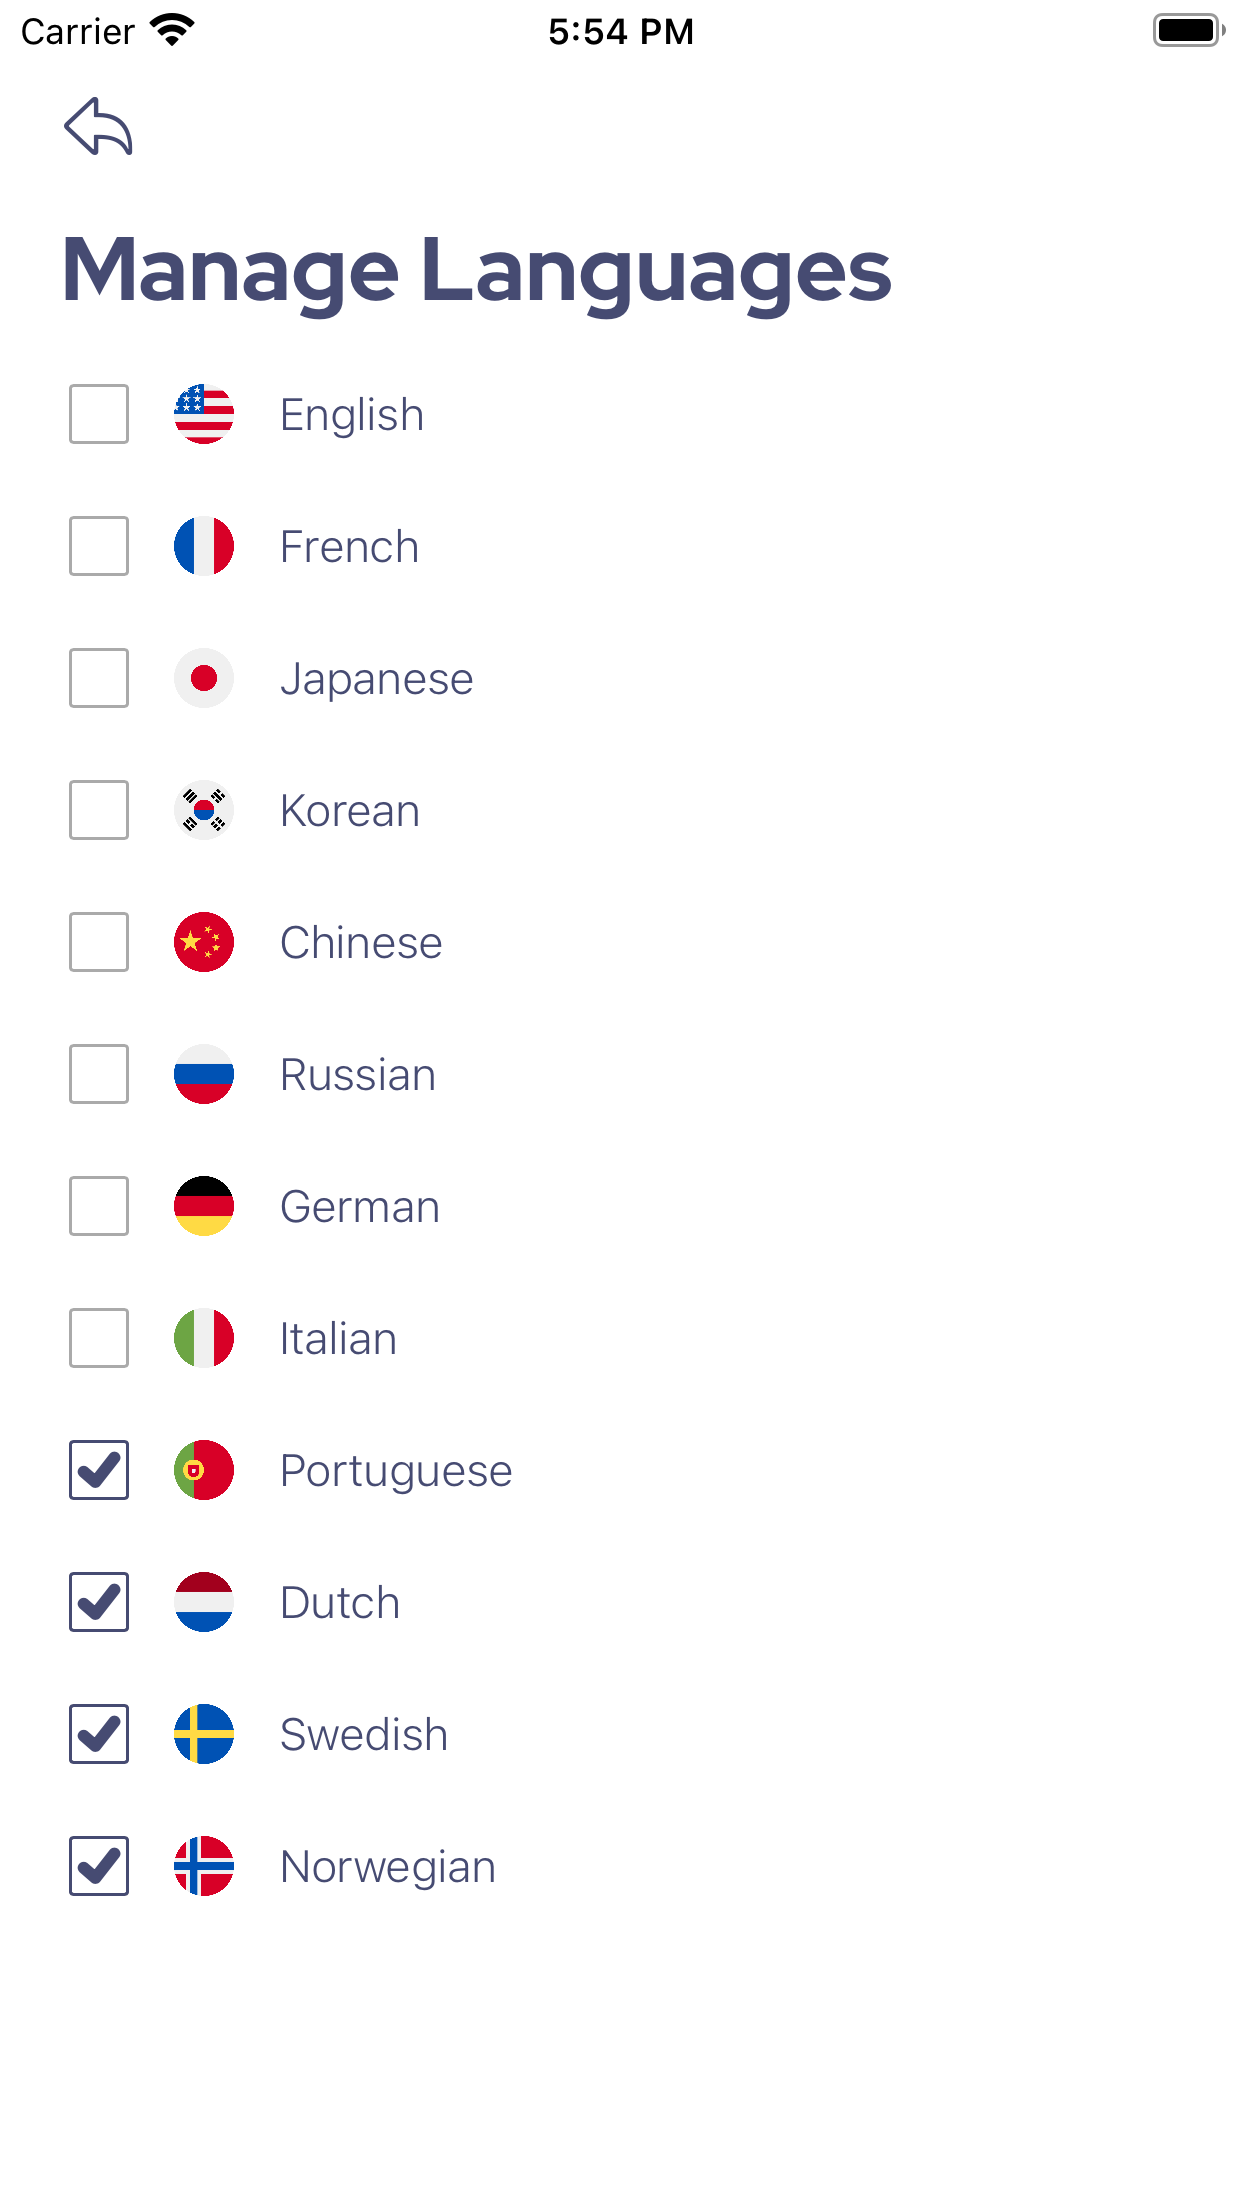 Carrier 5:54 PM
Manage Languages
English
French
Japanese
Korean
Chinese
Russian
German
Italian
Portuguese
Dutch
Swedish
Norwegian